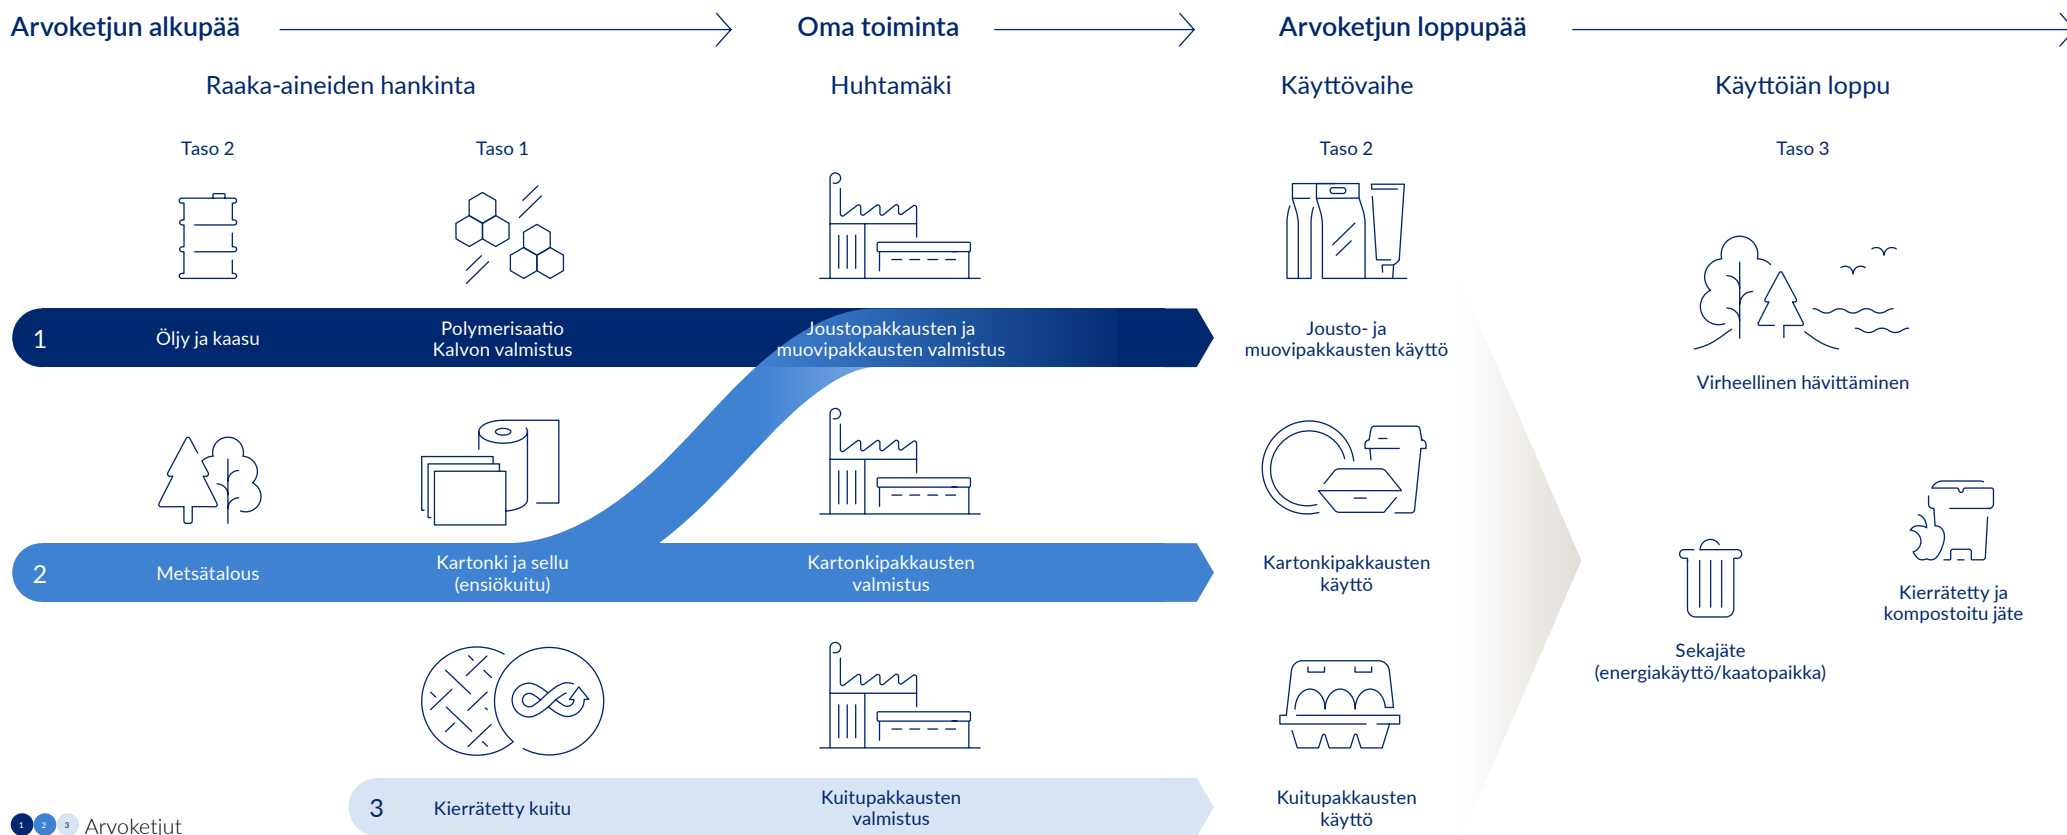 Arvoketjun alkupää
Oma toiminta
Arvoketjun loppupää
Raaka-aineiden hankinta
Huhtamäki
Käyttövaihe
Käyttöiän loppu
Taso 2
Taso 1
Taso 2
Taso 3
1
Öljy ja kaasu
Polymerisaatio
Kalvon valmistus
Joustopakkausten ja
muovipakkausten valmistus
Jousto- ja
muovipakkausten käyttö
Virheellinen hävittäminen
2
Metsätalous
Kartonki ja sellu
(ensiökuitu)
Kartonkipakkausten
valmistus
Kartonkipakkausten
käyttö
Kierrätetty ja
kompostoitu jäte
Sekajäte
(energiakäyttö/kaatopaikka)
3
Kierrätetty kuitu
Kuitupakkausten
valmistus
Kuitupakkausten
käyttö
1 2 3 Arvoketjut